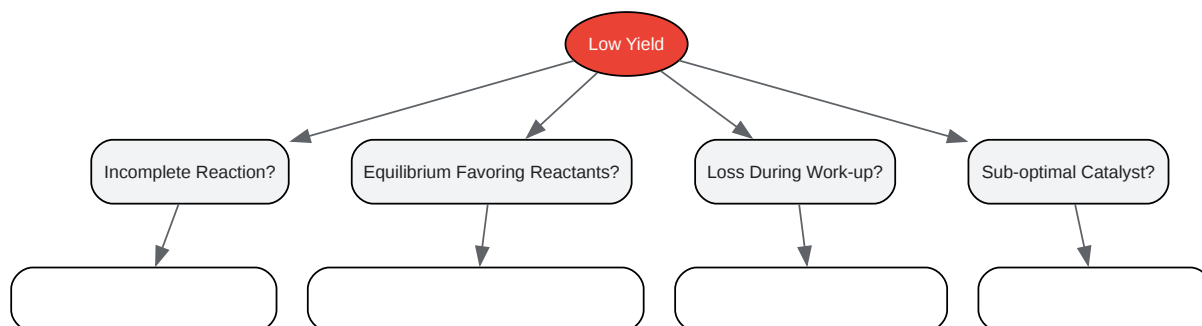 Low Yield
Incomplete Reaction?
Equilibrium Favoring Reactants?
Loss During Work-up?
Sub-optimal Catalyst?